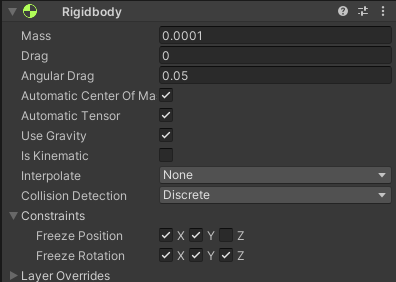 Rigidbody
Mass 0.0001
Drag 0
Angular Drag 0.05
Automatic Center Of Ma
Automatic Tensor
Use Gravity
Is Kinematic
Interpolate None
Collision Detection Discrete
Constraints
Freeze Position X Y Z
Freeze Rotation X Y Z
Layer Overrides